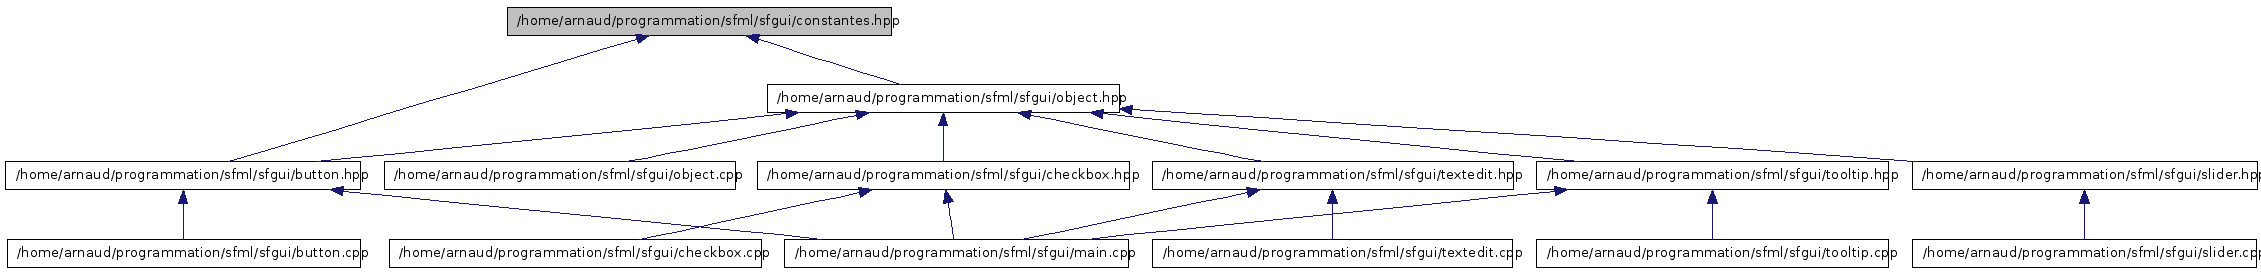 /home/arnaud/programmation/sfml/sfgui/constantes.hpp
/home/arnaud/programmation/sfml/sfgui/object.hpp
/home/arnaud/programmation/sfml/sfgui/button.hpp
/home/arnaud/programmation/sfml/sfgui/object.cpp
/home/arnaud/programmation/sfml/sfgui/checkbox.hpp
/home/arnaud/programmation/sfml/sfgui/textedit.hpp
/home/arnaud/programmation/sfml/sfgui/tooltip.hpp
/home/arnaud/programmation/sfml/sfgui/slider.hpp
/home/arnaud/programmation/sfml/sfgui/button.cpp
/home/arnaud/programmation/sfml/sfgui/checkbox.cpp
/home/arnaud/programmation/sfml/sfgui/main.cpp
/home/arnaud/programmation/sfml/sfgui/textedit.cpp
/home/arnaud/programmation/sfml/sfgui/tooltip.cpp
/home/arnaud/programmation/sfml/sfgui/slider.cpp